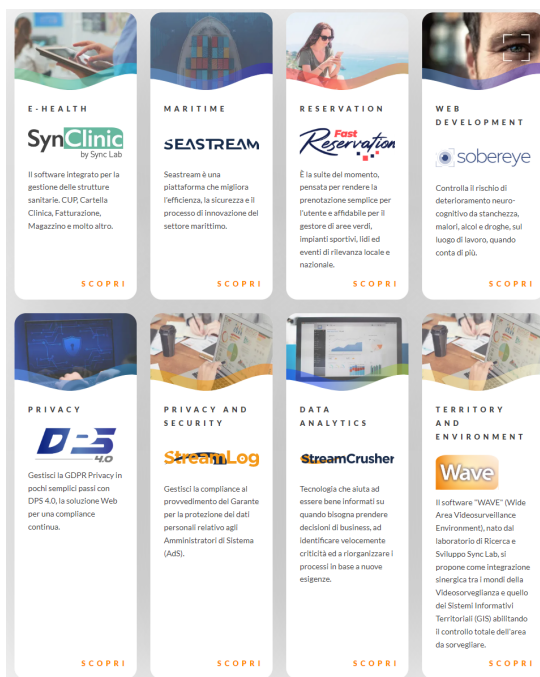 E-HEALTH
SynClinic
by Sync Lab
Il software integrato per la
gestione delle strutture
sanitarie. CUP, Cartella
Clinica, Fatturazione,
Magazzino e molto altro.
SCOPRI
MARITIME
SEASTREAM
Seastream è una
piattaforma che migliora
l'efficienza, la sicurezza e il
processo di innovazione del
settore marittimo.
SCOPRI
RESERVATION
Fast
Reservation
È la suite del momento,
pensata per rendere la
prenotazione semplice per
l'utente e affidabile per il
gestore di aree verdi,
impianti sportivi, lidi ed
eventi di rilevanza locale e
nazionale.
SCOPRI
WEB
DEVELOPMENT
sobereye
Controlla il rischio di
deterioramento neuro-
cognitivo da stanchezza,
malori, alcol e droghe, sul
luogo di lavoro, quando
conta di più.
SCOPRI
PRIVACY
DPS
4.0
Gestisci la GDPR Privacy in
pochi semplici passi con
DPS 4.0, la soluzione Web
per una compliance
continua.
SCOPRI
PRIVACY AND
SECURITY
StreamLog
Gestisci la compliance al
provvedimento del Garante
per la protezione dei dati
personali relativo agli
Amministratori di Sistema
(AdS).
SCOPRI
DATA
ANALYTICS
StreamCrusher
Tecnologia che aiuta ad
essere bene informati su
quando bisogna prendere
decisioni di business, ad
identificare velocemente
criticità ed a riorganizzare i
processi in base a nuove
esigenze.
SCOPRI
TERRITORY
AND
ENVIRONMENT
Wave
Il software "WAVE" (Wide
Area Videosurveillance
Environment), nato dal
laboratorio di Ricerca e
Sviluppo Sync Lab, si
propone come integrazione
sinergica tra i mondi della
Videosorveglianza e quello
dei Sistemi Informativi
Territoriali (GIS) abilitando
il controllo totale dell'area
da sorvegliare.
SCOPRI